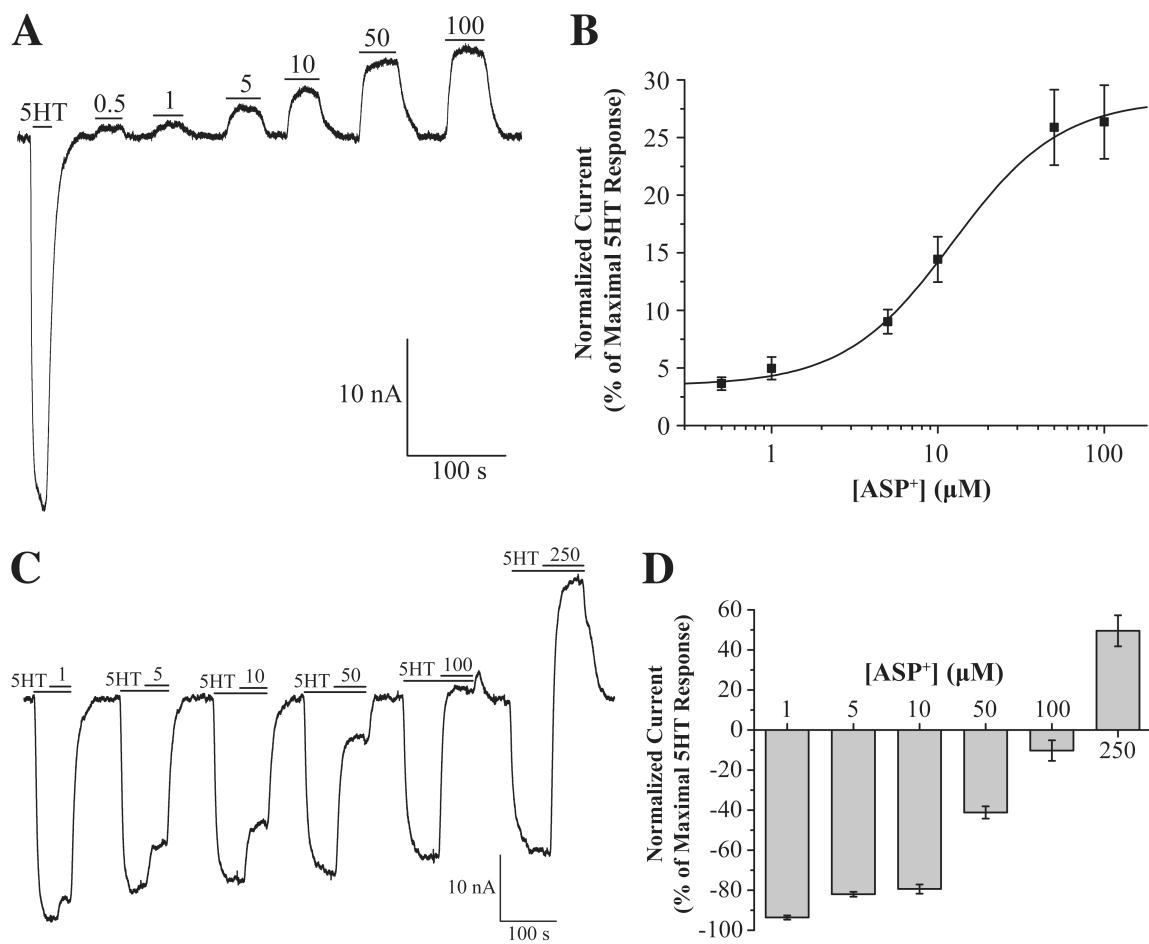 A
5HT
0.5
1
5
10
50
100
10 nA
100 s
B
Normalized Current
(% of Maximal 5HT Response)
30
25
20
15
10
5
0
1
10
100
[ASP⁺] (µM)
C
5HT 1
5HT 5
5HT 10
5HT 50
5HT 100
5HT 250
10 nA
100 s
D
Normalized Current
(% of Maximal 5HT Response)
60
40
20
0
-20
-40
-60
-80
-100
[ASP⁺] (µM)
1 5 10 50 100
250